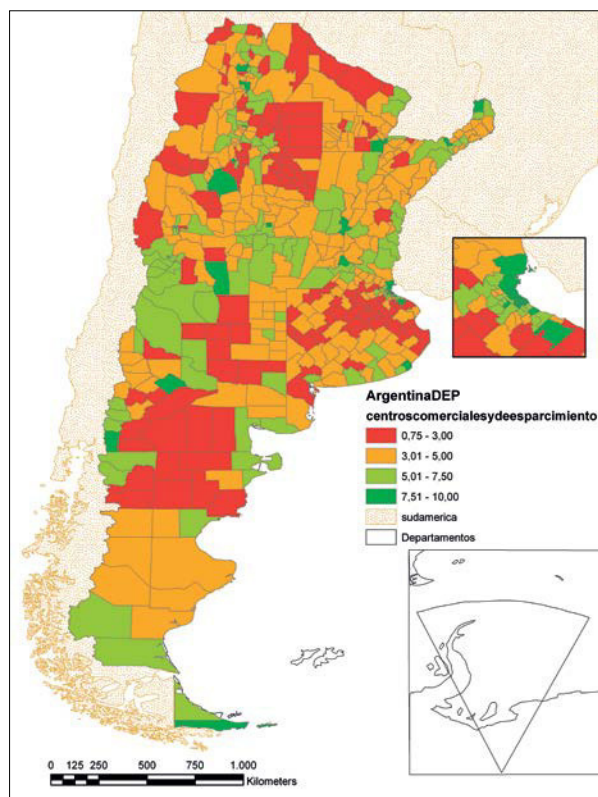 ArgentinaDEP
centroscomercialesydeesparcimiento
0,75 - 3,00
3,01 - 5,00
5,01 - 7,50
7,51 - 10,00
sudamerica
Departamentos
0 125 250 500 750 1.000
Kilometers